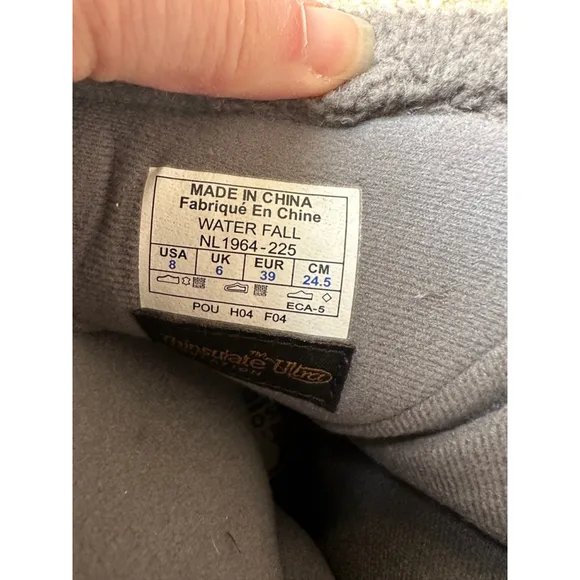 MADE IN CHINA
Fabriqué En Chine
WATER FALL
NL1964-225
USA UK EUR CM
8 6 39 24.5
ECA-5
POU H04 F04
Thinsulate™ Ultra